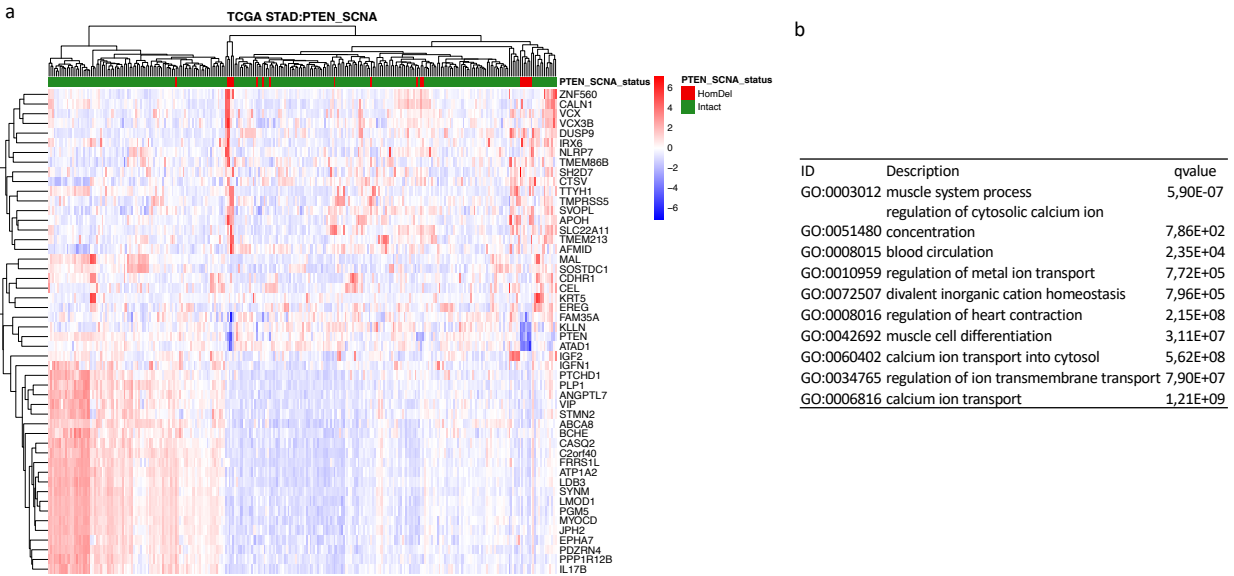 a
TCGA STAD:PTEN_SCNA
PTEN_SCNA_status
ZNF560
CALN1
VCX
VCX3B
DUSP9
IRX6
NLRP7
TMEM86B
SH2D7
CTSV
TTYH1
TMPRSS5
SVOPL
APOH
SLC22A11
TMEM213
AFMID
MAL
SOSTDC1
CDHR1
CEL
KRT5
EREG
FAM35A
KLLN
PTEN
ATAD1
IGF2
IGFN1
PTCHD1
PLP1
ANGPTL7
VIP
STMN2
ABCA8
BCHE
CASQ2
C2orf40
FRRS1L
ATP1A2
LDB3
SYNM
LMOD1
PGM5
MYOCD
JPH2
EPHA7
PDZRN4
PPP1R12B
IL17B
6
4
2
0
−2
−4
−6
PTEN_SCNA_status
HomDel
Intact
b
ID Description qvalue
GO:0003012 muscle system process 5,90E-07
regulation of cytosolic calcium ion
GO:0051480 concentration 7,86E+02
GO:0008015 blood circulation 2,35E+04
GO:0010959 regulation of metal ion transport 7,72E+05
GO:0072507 divalent inorganic cation homeostasis 7,96E+05
GO:0008016 regulation of heart contraction 2,15E+08
GO:0042692 muscle cell differentiation 3,11E+07
GO:0060402 calcium ion transport into cytosol 5,62E+08
GO:0034765 regulation of ion transmembrane transport 7,90E+07
GO:0006816 calcium ion transport 1,21E+09